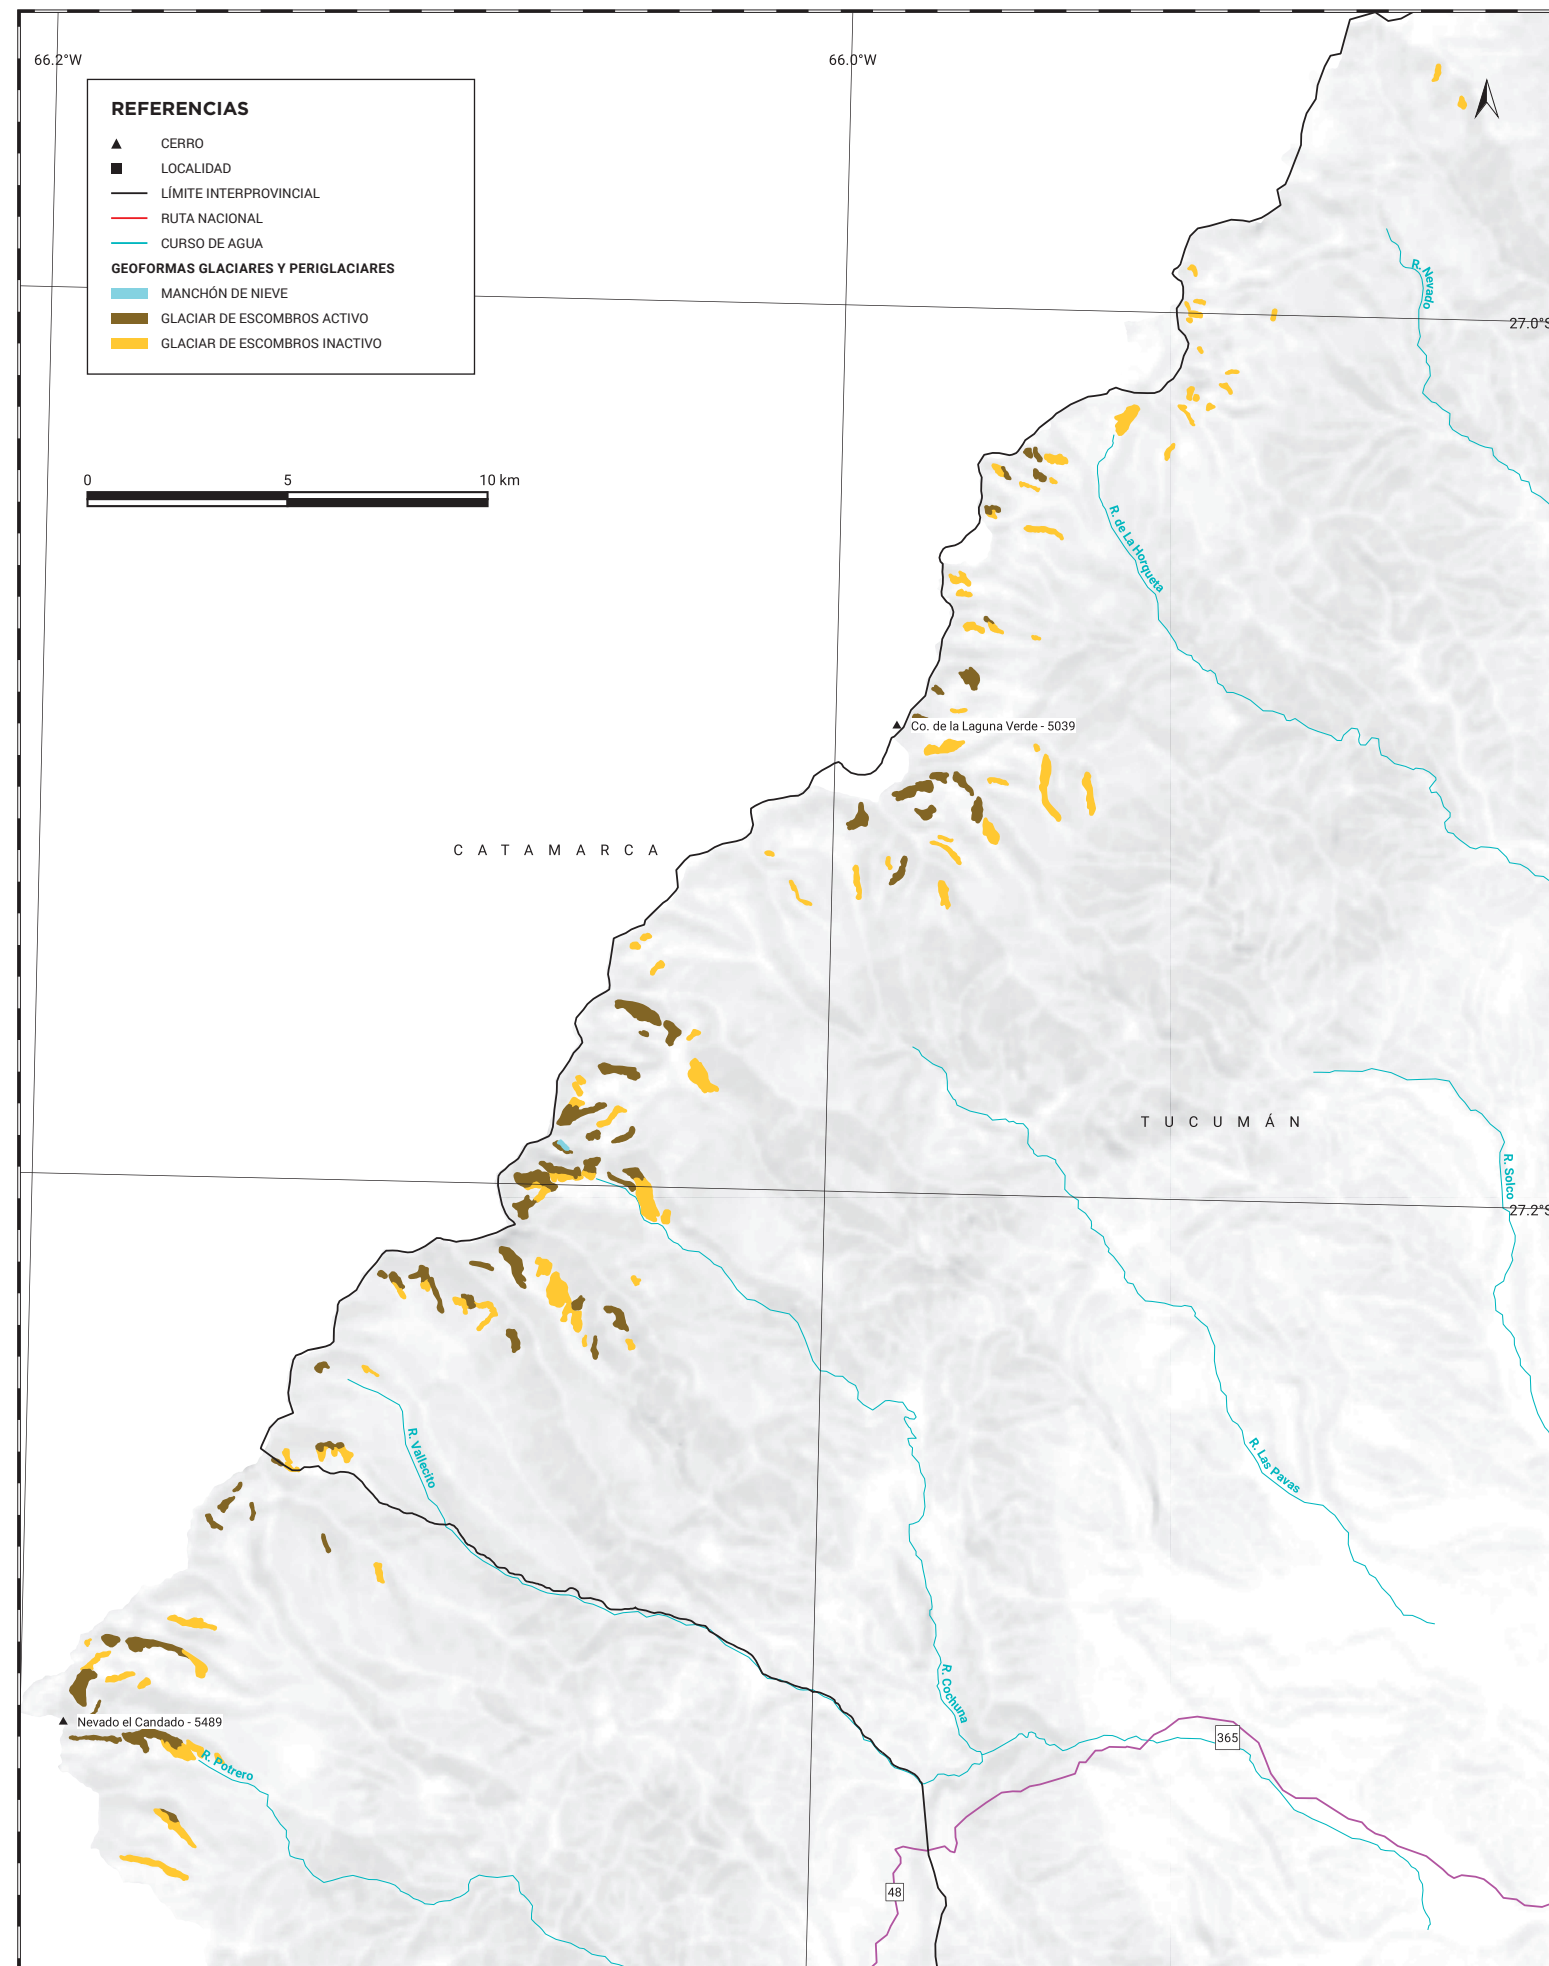 66.2°W
66.0°W
REFERENCIAS
CERRO
LOCALIDAD
LÍMITE INTERPROVINCIAL
RUTA NACIONAL
CURSO DE AGUA
GEOFORMAS GLACIARES Y PERIGLACIARES
MANCHÓN DE NIEVE
GLACIAR DE ESCOMBROS ACTIVO
GLACIAR DE ESCOMBROS INACTIVO
R. Nevado
27.0°S
0 5 10 km
R. de La Horqueta
Co. de la Laguna Verde - 5039
CATAMARCA
TUCUMÁN
R. Solco
27.2°S
R. Vallecito
R. Las Pavas
R. Cochuna
Nevado el Candado - 5489
365
R. Potrero
48